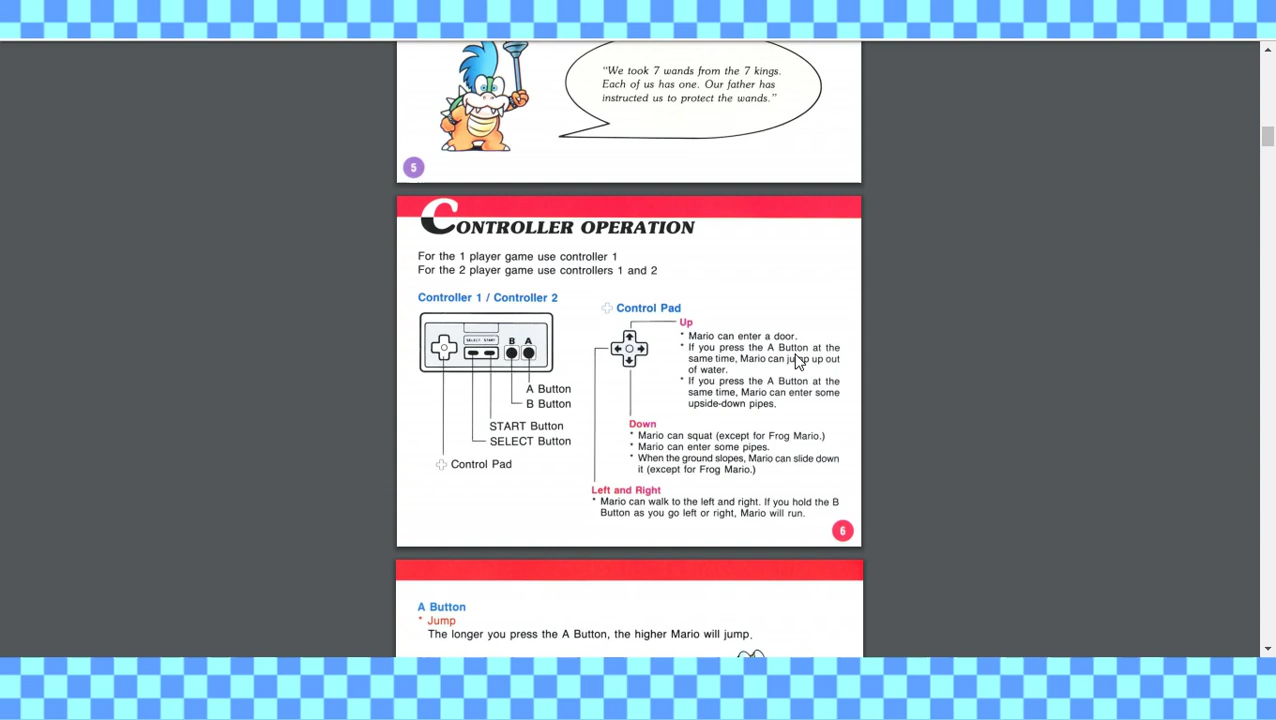 "We took 7 wands from the 7 kings.
Each of us has one. Our father has
instructed us to protect the wands."
5
CONTROLLER OPERATION
For the 1 player game use controller 1
For the 2 player game use controllers 1 and 2
Controller 1 / Controller 2
SELECT START
B A
A Button
B Button
START Button
SELECT Button
Control Pad
Control Pad
Up
* Mario can enter a door.
* If you press the A Button at the
same time, Mario can jump up out
of water.
* If you press the A Button at the
same time, Mario can enter some
upside-down pipes.
Down
* Mario can squat (except for Frog Mario.)
* Mario can enter some pipes.
* When the ground slopes, Mario can slide down
it (except for Frog Mario.)
Left and Right
* Mario can walk to the left and right. If you hold the B
Button as you go left or right, Mario will run.
6
A Button
* Jump
The longer you press the A Button, the higher Mario will jump.